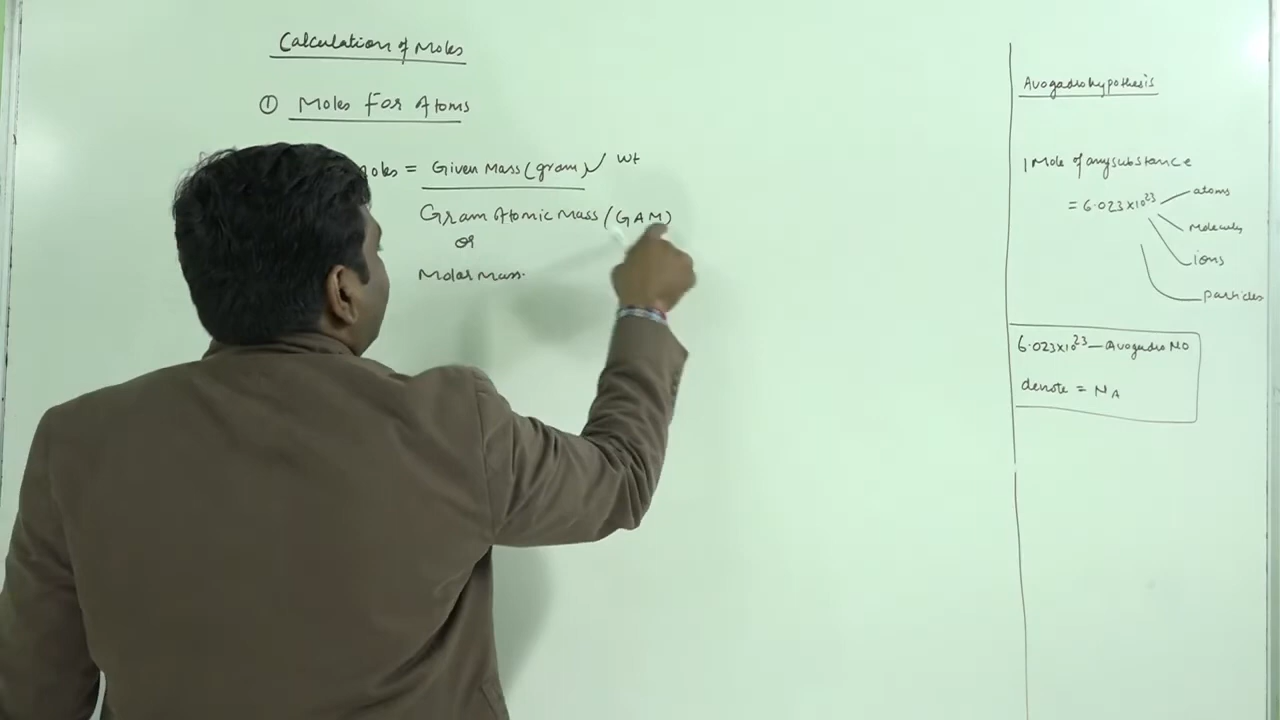 Calculation of Moles
① Moles For Atoms
moles = Given Mass (gram) ✓ wt
Gram Atomic Mass (GAM)
or
Molar Mass.
Avogadro hypothesis
1 Mole of any substance
= 6.023×10²³
atoms
Molecules
ions
particles
6.023×10²³ — Avogadro NO
denote = N_A